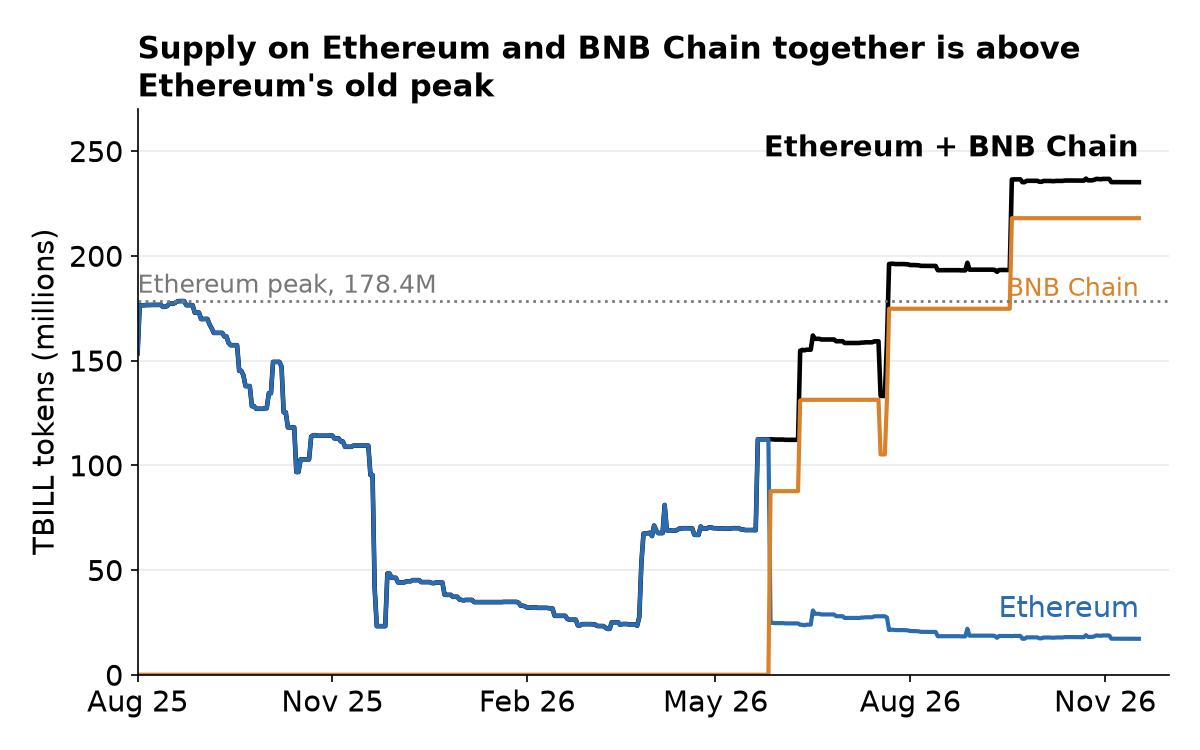 Supply on Ethereum and BNB Chain together is above
Ethereum's old peak
TBILL tokens (millions)
250
200
150
100
50
0
Ethereum + BNB Chain
Ethereum peak, 178.4M
BNB Chain
Ethereum
Aug 25
Nov 25
Feb 26
May 26
Aug 26
Nov 26